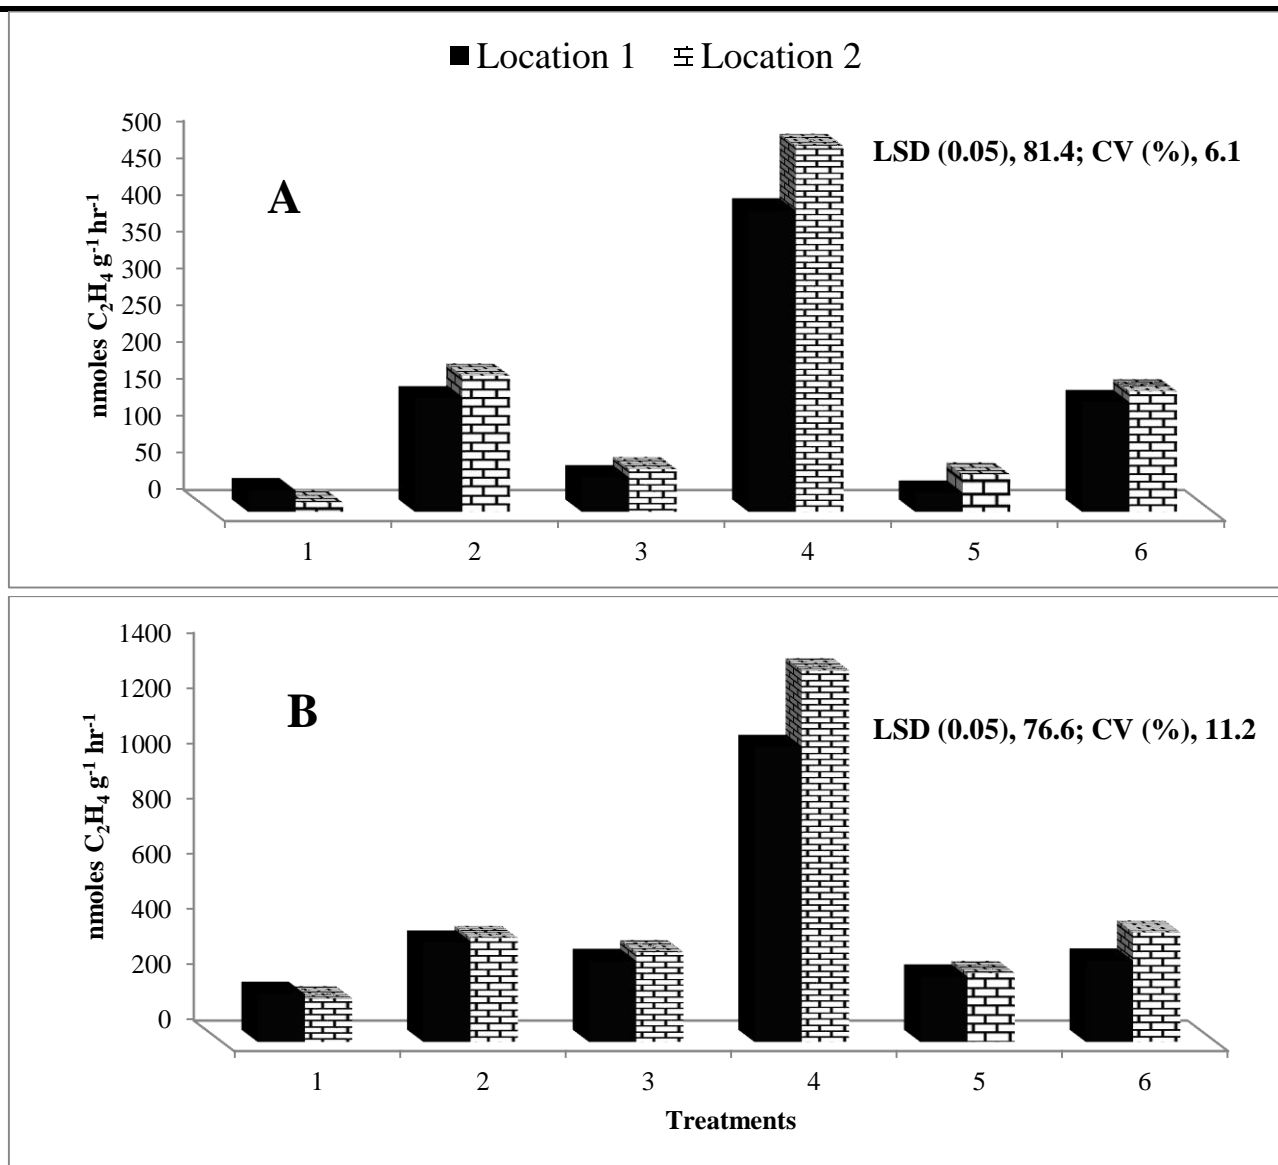 Location 1 Location 2
500
450
400
350
300
250
200
150
100
50
0
nmoles C₂H₄ g⁻¹ hr⁻¹
A
LSD (0.05), 81.4; CV (%), 6.1
1 2 3 4 5 6
1400
1200
1000
800
600
400
200
0
nmoles C₂H₄ g⁻¹ hr⁻¹
B
LSD (0.05), 76.6; CV (%), 11.2
1 2 3 4 5 6
Treatments